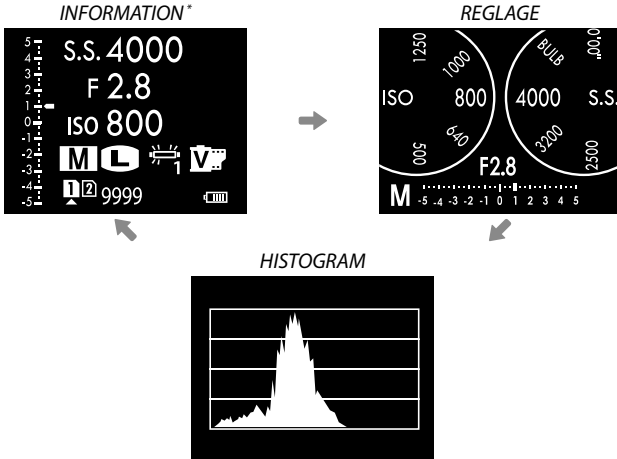 INFORMATION*
5
4
3
2
1
0
-1
-2
-3
-4
-5
S.S. 4000
F 2.8
ISO 800
M L 1 V
1 2 9999
REGLAGE
1250 1000 BULB
ISO 800 4000 S.S.
500 640 3200 2500
F2.8
M -5 -4 -3 -2 -1 0 1 2 3 4 5
HISTOGRAM